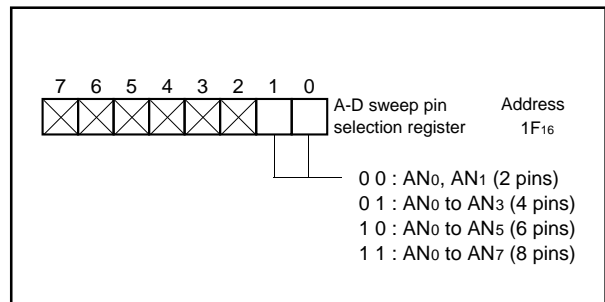 7 6 5 4 3 2 1 0
A-D sweep pin
selection register
Address
1F16
0 0 : AN0, AN1 (2 pins)
0 1 : AN0 to AN3 (4 pins)
1 0 : AN0 to AN5 (6 pins)
1 1 : AN0 to AN7 (8 pins)